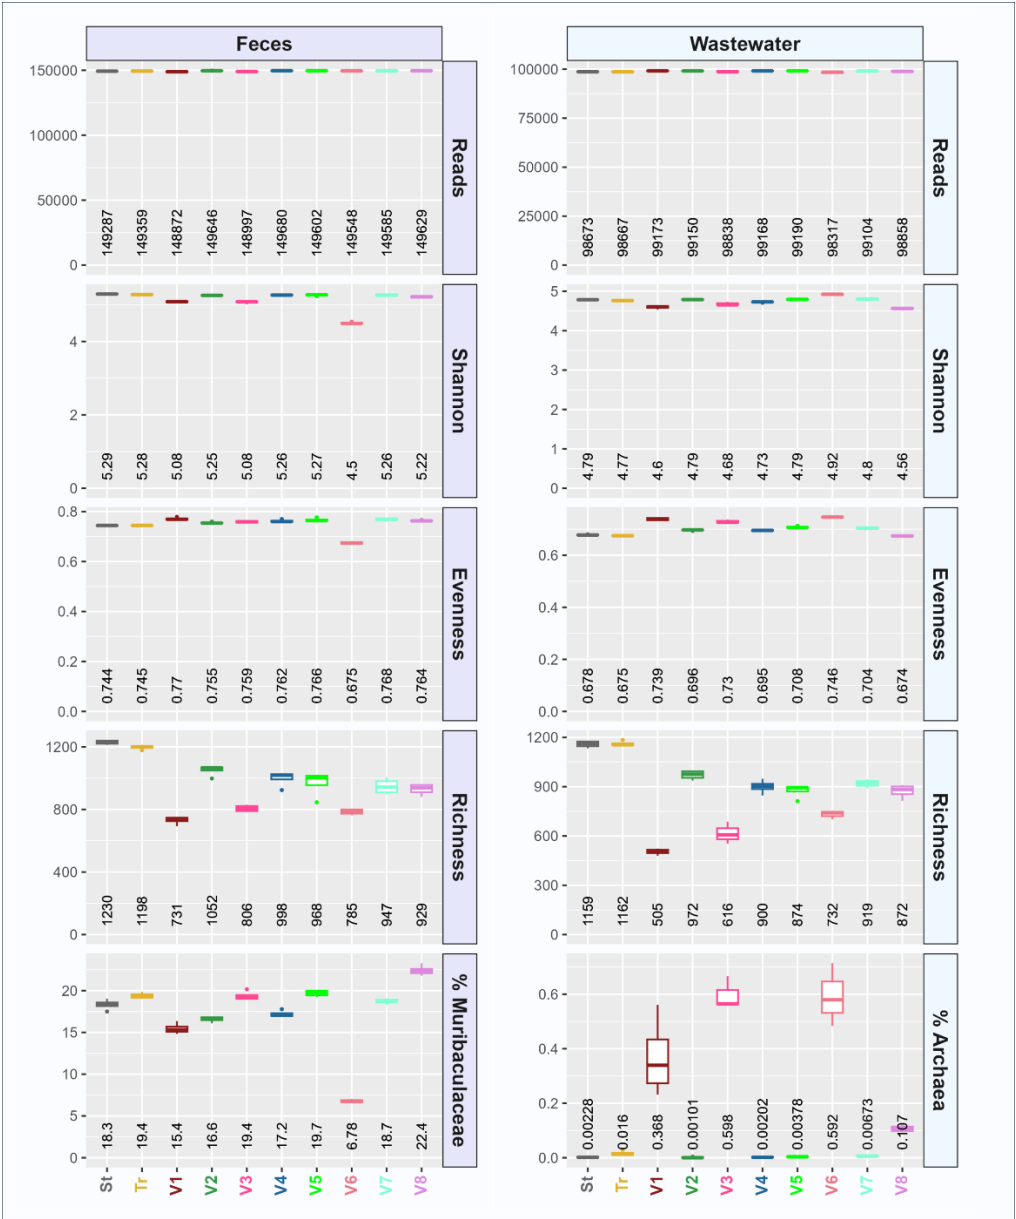 Feces
Wastewater
150000
100000
50000
0
149287 149359 148872 149646 148997 149680 149602 149548 149585 149629
Reads
100000
75000
50000
25000
0
98673 98667 99173 99150 98838 99168 99190 98317 99104 98858
Reads
4
2
0
5.29 5.28 5.08 5.25 5.08 5.26 5.27 4.5 5.26 5.22
Shannon
5
4
3
2
1
0
4.79 4.77 4.6 4.79 4.68 4.73 4.79 4.92 4.8 4.56
Shannon
0.8
0.6
0.4
0.2
0.0
0.744 0.745 0.77 0.755 0.759 0.762 0.766 0.675 0.768 0.764
Evenness
0.6
0.4
0.2
0.0
0.678 0.675 0.739 0.696 0.73 0.695 0.708 0.746 0.704 0.674
Evenness
1200
800
400
0
1230 1198 731 1052 806 998 968 785 947 929
Richness
1200
900
600
300
0
1159 1162 505 972 616 900 874 732 919 872
Richness
20
15
10
5
0
18.3 19.4 15.4 16.6 19.4 17.2 19.7 6.78 18.7 22.4
% Muribaculaceae
0.6
0.4
0.2
0.0
0.00228 0.016 0.368 0.00101 0.598 0.00202 0.00378 0.592 0.00673 0.107
% Archaea
St Tr V1 V2 V3 V4 V5 V6 V7 V8
St Tr V1 V2 V3 V4 V5 V6 V7 V8